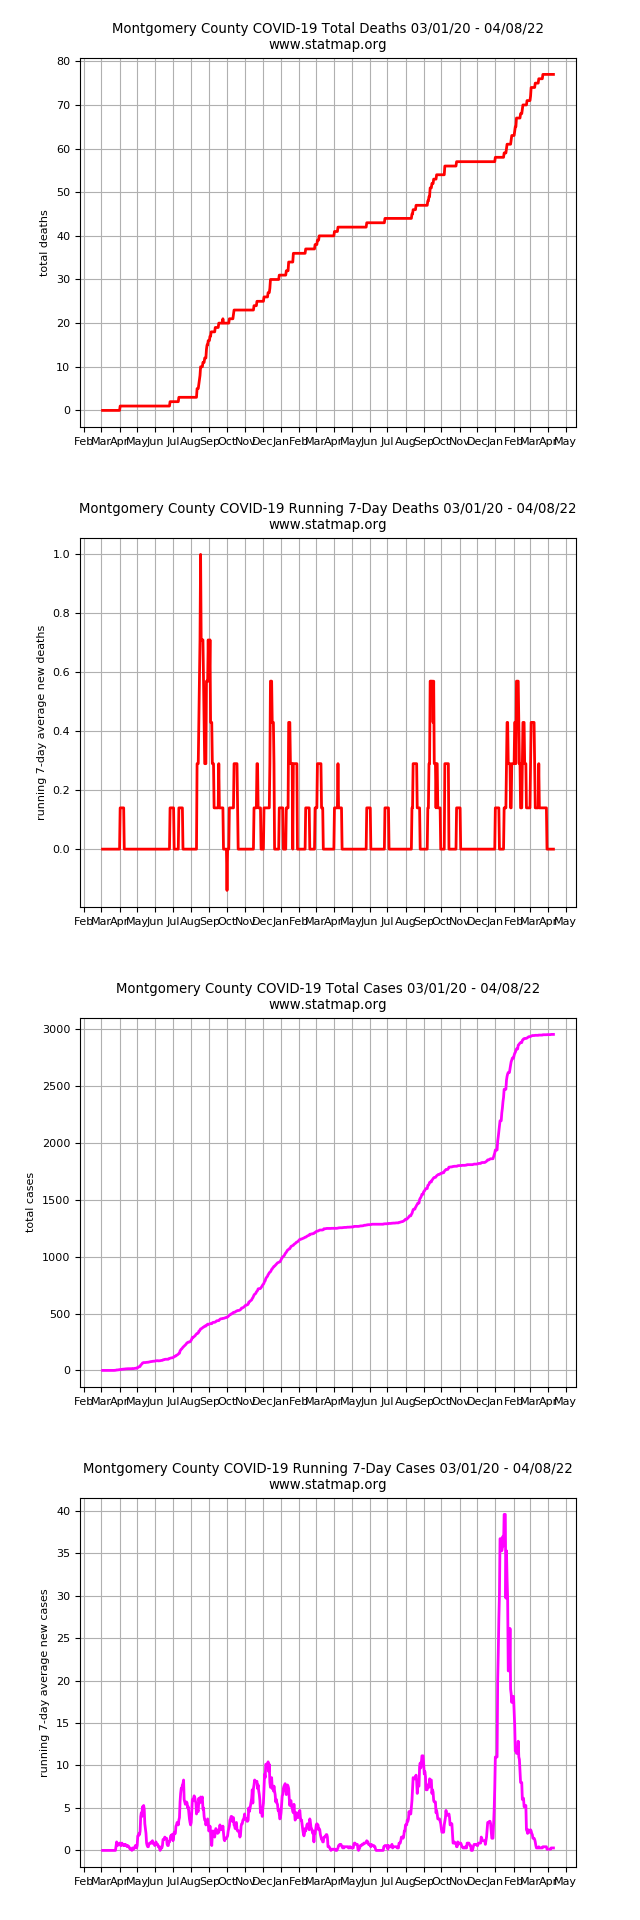 Montgomery County COVID-19 Total Deaths 03/01/20 - 04/08/22
www.statmap.org
80
70
60
50
40
30
20
10
0
total deaths
Feb Mar Apr May Jun Jul Aug Sep Oct Nov Dec Jan Feb Mar Apr May Jun Jul Aug Sep Oct Nov Dec Jan Feb Mar Apr May
Montgomery County COVID-19 Running 7-Day Deaths 03/01/20 - 04/08/22
www.statmap.org
1.0
0.8
0.6
0.4
0.2
0.0
running 7-day average new deaths
Feb Mar Apr May Jun Jul Aug Sep Oct Nov Dec Jan Feb Mar Apr May Jun Jul Aug Sep Oct Nov Dec Jan Feb Mar Apr May
Montgomery County COVID-19 Total Cases 03/01/20 - 04/08/22
www.statmap.org
3000
2500
2000
1500
1000
500
0
total cases
Feb Mar Apr May Jun Jul Aug Sep Oct Nov Dec Jan Feb Mar Apr May Jun Jul Aug Sep Oct Nov Dec Jan Feb Mar Apr May
Montgomery County COVID-19 Running 7-Day Cases 03/01/20 - 04/08/22
www.statmap.org
40
35
30
25
20
15
10
5
0
running 7-day average new cases
Feb Mar Apr May Jun Jul Aug Sep Oct Nov Dec Jan Feb Mar Apr May Jun Jul Aug Sep Oct Nov Dec Jan Feb Mar Apr May